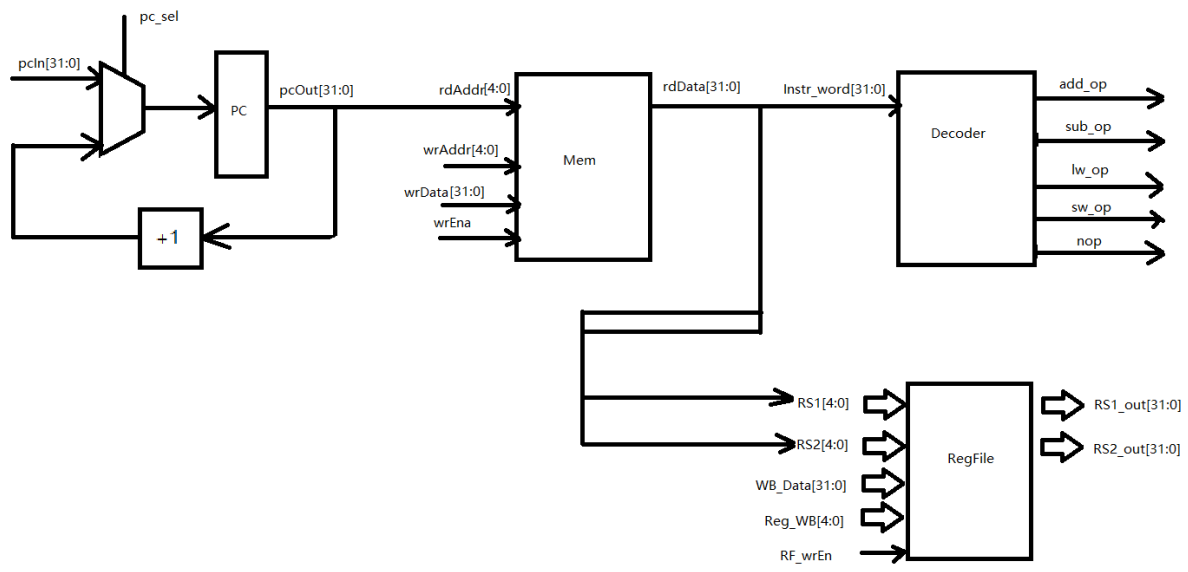 pc_sel
pcIn[31:0]
PC
pcOut[31:0]
+1
rdAddr[4:0]
wrAddr[4:0]
wrData[31:0]
wrEna
Mem
rdData[31:0]
Instr_word[31:0]
Decoder
add_op
sub_op
lw_op
sw_op
nop
RS1[4:0]
RS2[4:0]
WB_Data[31:0]
Reg_WB[4:0]
RF_wrEn
RegFile
RS1_out[31:0]
RS2_out[31:0]